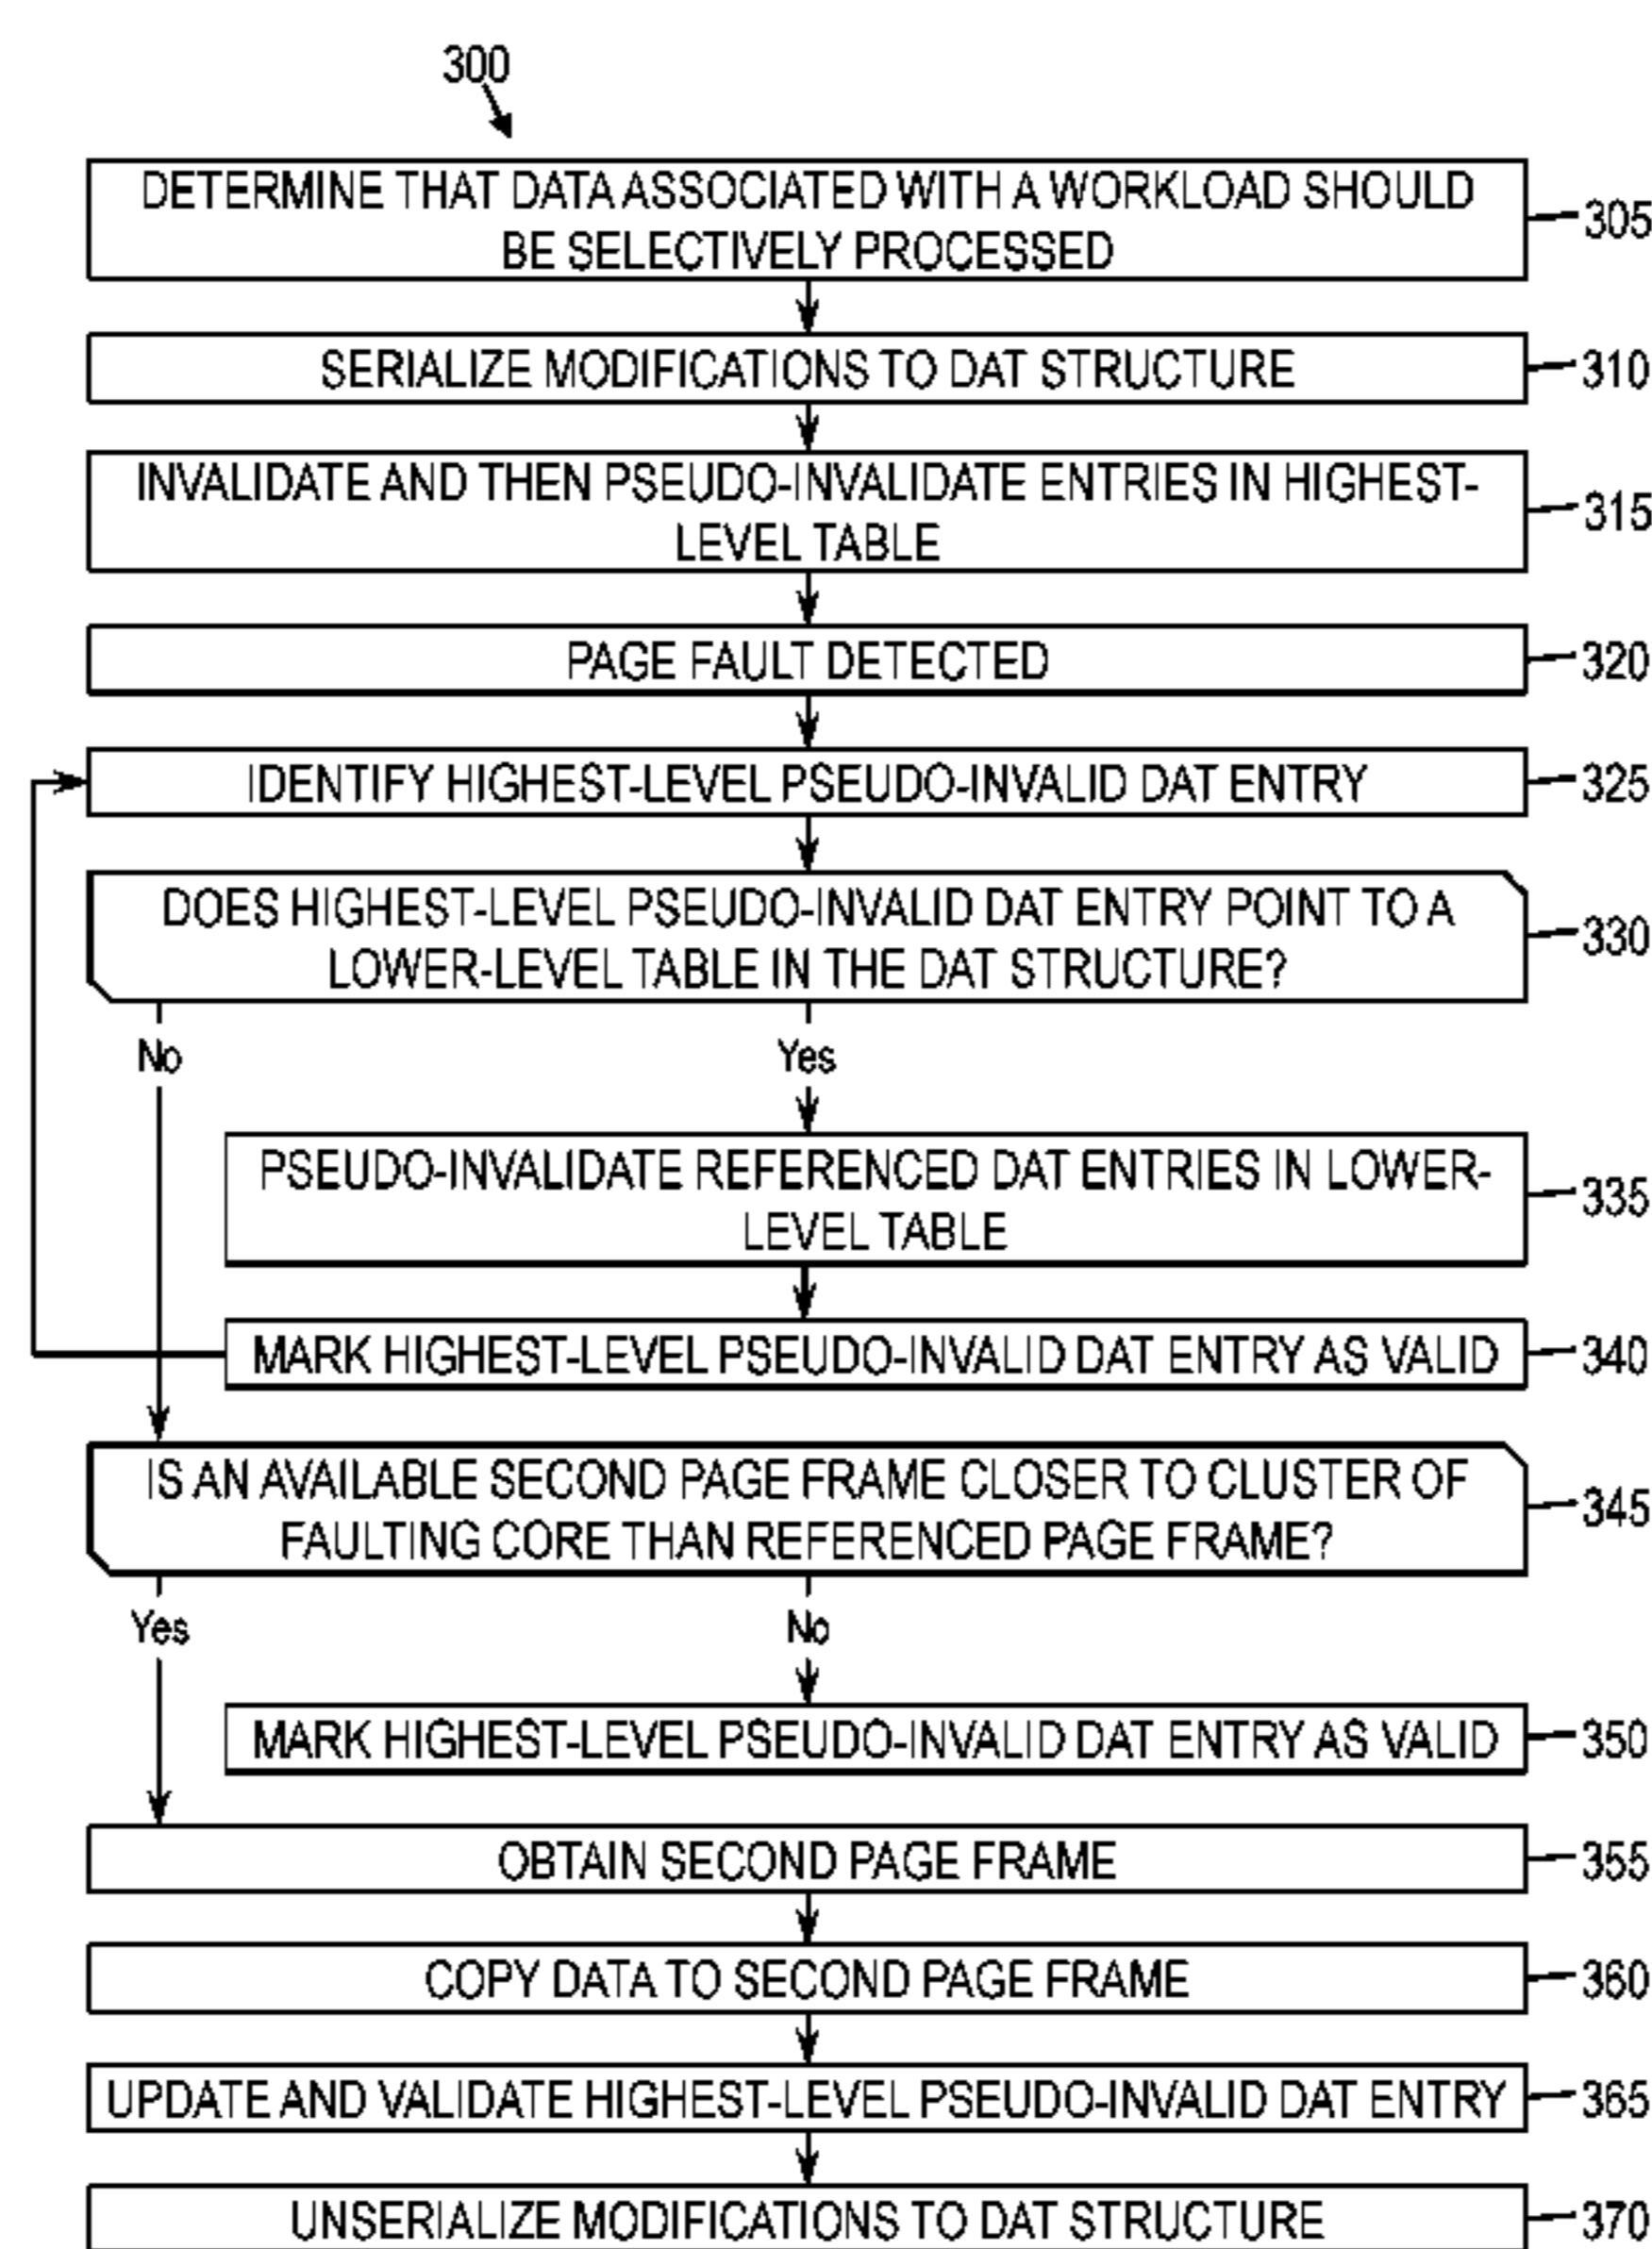 300
DETERMINE THAT DATA ASSOCIATED WITH A WORKLOAD SHOULD
BE SELECTIVELY PROCESSED
305
SERIALIZE MODIFICATIONS TO DAT STRUCTURE
310
INVALIDATE AND THEN PSEUDO-INVALIDATE ENTRIES IN HIGHEST-
LEVEL TABLE
315
PAGE FAULT DETECTED
320
IDENTIFY HIGHEST-LEVEL PSEUDO-INVALID DAT ENTRY
325
DOES HIGHEST-LEVEL PSEUDO-INVALID DAT ENTRY POINT TO A
LOWER-LEVEL TABLE IN THE DAT STRUCTURE?
330
No
Yes
PSEUDO-INVALIDATE REFERENCED DAT ENTRIES IN LOWER-
LEVEL TABLE
335
MARK HIGHEST-LEVEL PSEUDO-INVALID DAT ENTRY AS VALID
340
IS AN AVAILABLE SECOND PAGE FRAME CLOSER TO CLUSTER OF
FAULTING CORE THAN REFERENCED PAGE FRAME?
345
Yes
No
MARK HIGHEST-LEVEL PSEUDO-INVALID DAT ENTRY AS VALID
350
OBTAIN SECOND PAGE FRAME
355
COPY DATA TO SECOND PAGE FRAME
360
UPDATE AND VALIDATE HIGHEST-LEVEL PSEUDO-INVALID DAT ENTRY
365
UNSERIALIZE MODIFICATIONS TO DAT STRUCTURE
370